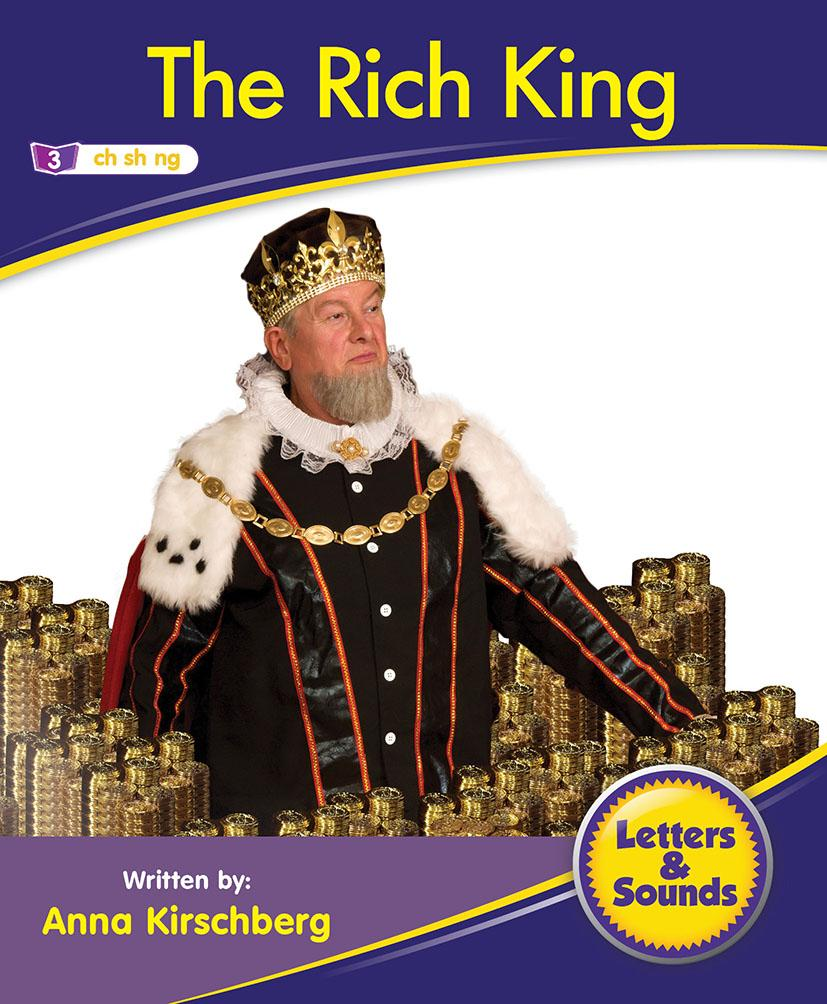 The Rich King
3 ch sh ng
Written by:
Anna Kirschberg
Letters
&
Sounds